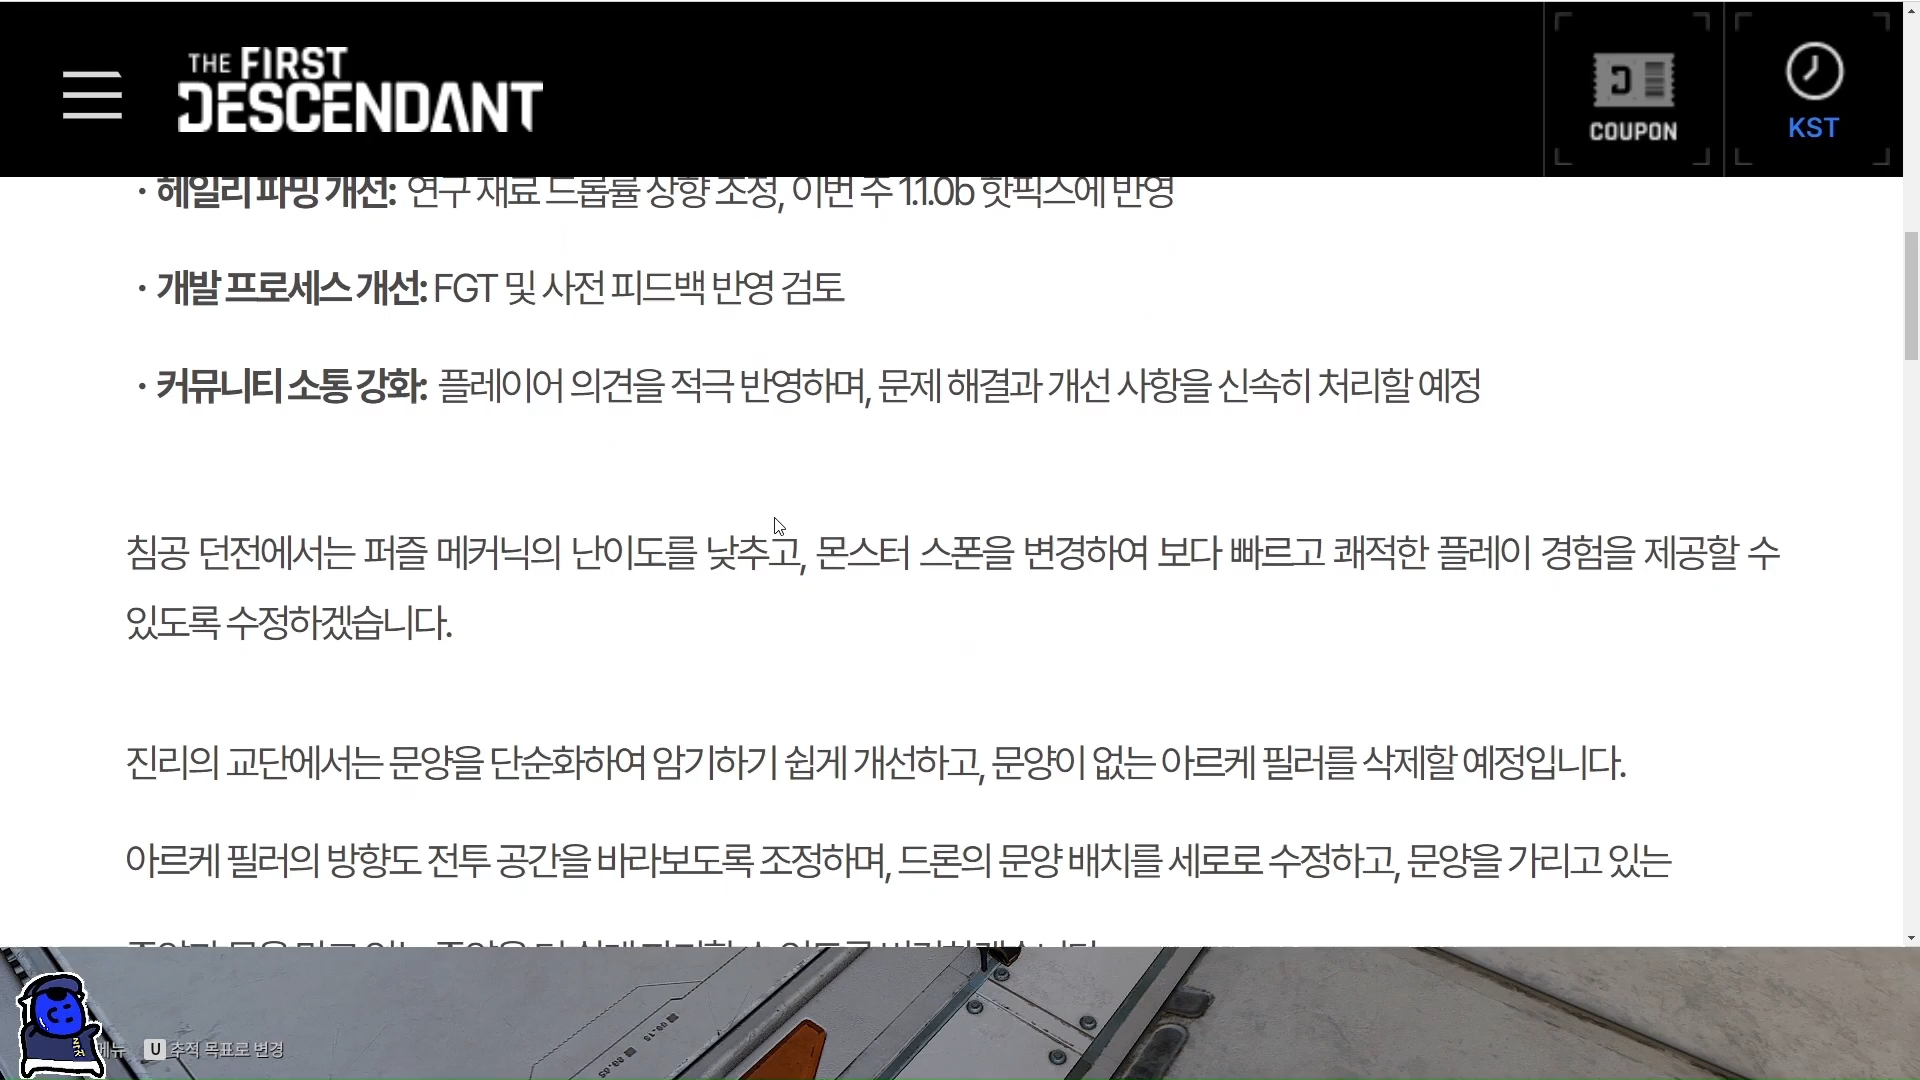 THE FIRST
DESCENDANT
COUPON
KST
· 헤일리 파밍 개선: 연구 재료 드롭률 상향 조정, 이번 주 1.1.0b 핫픽스에 반영
· 개발 프로세스 개선: FGT 및 사전 피드백 반영 검토
· 커뮤니티 소통 강화: 플레이어 의견을 적극 반영하며, 문제 해결과 개선 사항을 신속히 처리할 예정
침공 던전에서는 퍼즐 메커닉의 난이도를 낮추고, 몬스터 스폰을 변경하여 보다 빠르고 쾌적한 플레이 경험을 제공할 수
있도록 수정하겠습니다.
진리의 교단에서는 문양을 단순화하여 암기하기 쉽게 개선하고, 문양이 없는 아르케 필러를 삭제할 예정입니다.
아르케 필러의 방향도 전투 공간을 바라보도록 조정하며, 드론의 문양 배치를 세로로 수정하고, 문양을 가리고 있는
메뉴 U 추적 목표로 변경